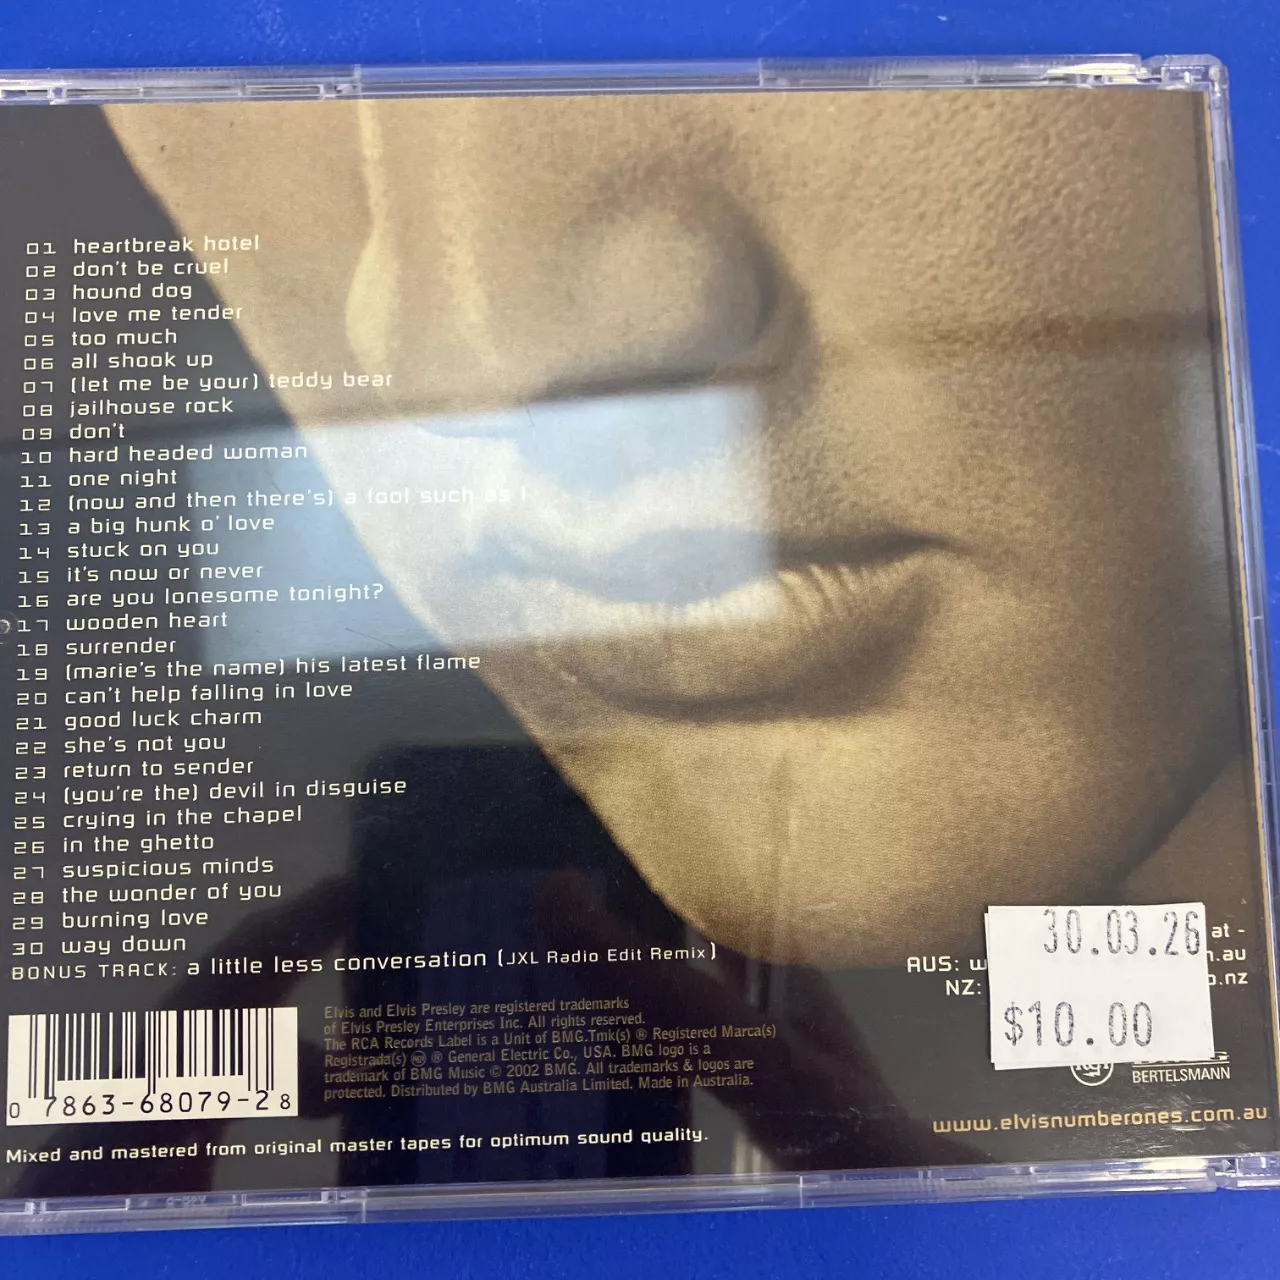 01 heartbreak hotel
02 don't be cruel
03 hound dog
04 love me tender
05 too much
06 all shook up
07 (let me be your) teddy bear
08 jailhouse rock
09 don't
10 hard headed woman
11 one night
12 (now and then there's) a fool such as I
13 a big hunk o' love
14 stuck on you
15 it's now or never
16 are you lonesome tonight?
17 wooden heart
18 surrender
19 (marie's the name) his latest flame
20 can't help falling in love
21 good luck charm
22 she's not you
23 return to sender
24 (you're the) devil in disguise
25 crying in the chapel
26 in the ghetto
27 suspicious minds
28 the wonder of you
29 burning love
30 way down
BONUS TRACK: a little less conversation (JXL Radio Edit Remix)
0 7863-68079-2 8
Elvis and Elvis Presley are registered trademarks
of Elvis Presley Enterprises Inc. All rights reserved.
The RCA Records Label is a Unit of BMG.Tmk(s) ® Registered Marca(s)
Registrada(s) ® General Electric Co., USA. BMG logo is a
trademark of BMG Music © 2002 BMG. All trademarks & logos are
protected. Distributed by BMG Australia Limited. Made in Australia.
Mixed and mastered from original master tapes for optimum sound quality.
30.03.26
$10.00
at -
AUS:
.au
NZ:
.nz
BERTELSMANN
www.elvisnumberones.com.au